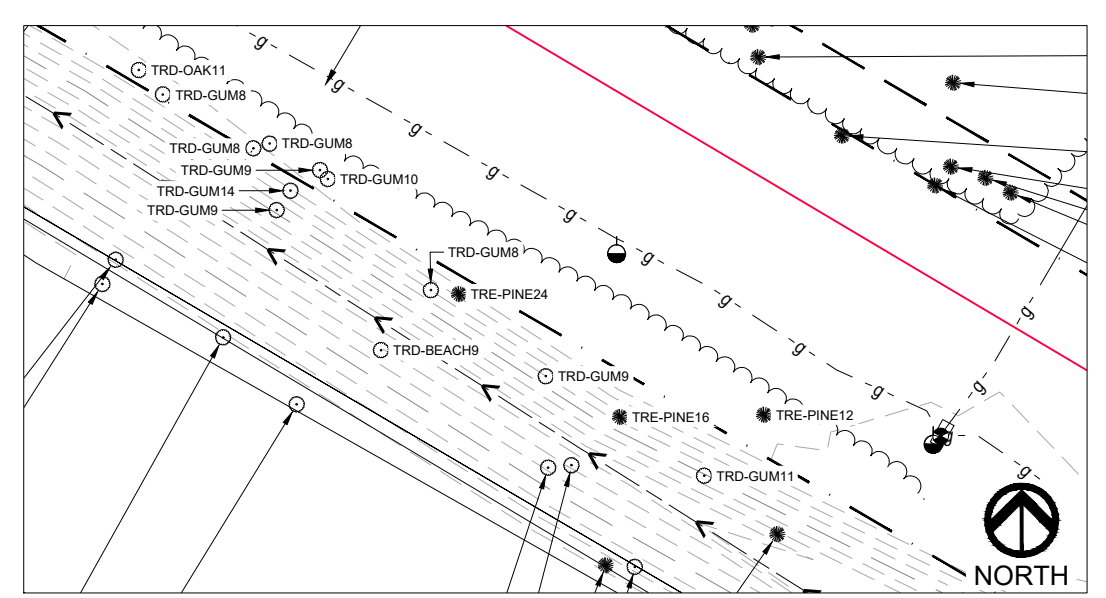 g
TRD-OAK11
g
TRD-GUM8
g
TRD-GUM8
TRD-GUM8
TRD-GUM9
g
TRD-GUM10
TRD-GUM14
TRD-GUM9
g
TRD-GUM8
g
TRE-PINE24
g
g
TRD-BEACH9
TRD-GUM9
g
g
TRE-PINE16
TRE-PINE12
g
TRD-GUM11
NORTH